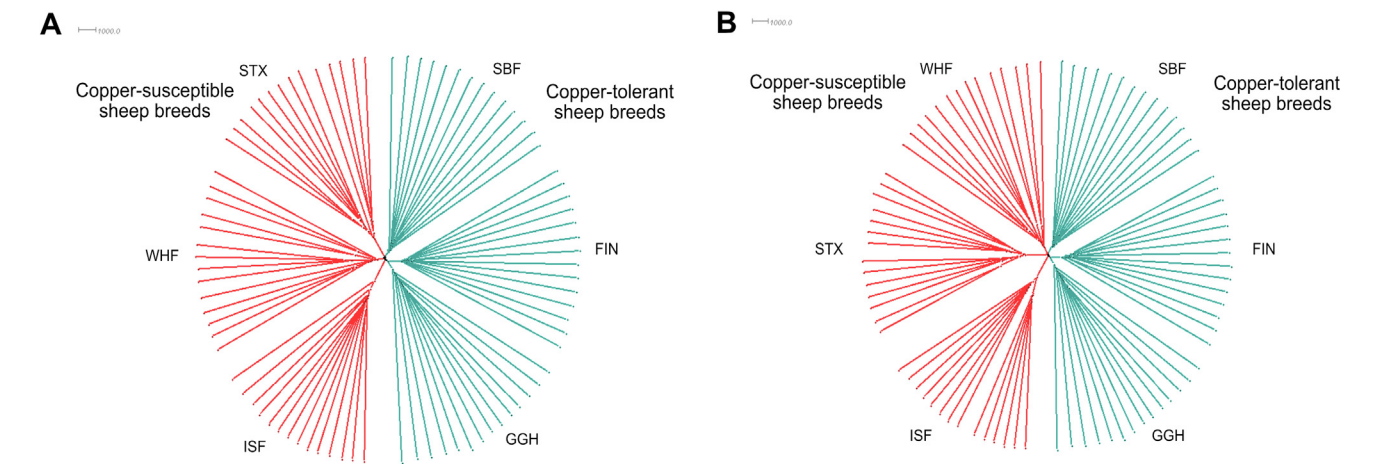 A
1000.0
STX
SBF
Copper-susceptible
sheep breeds
Copper-tolerant
sheep breeds
WHF
FIN
ISF
GGH
B
1000.0
WHF
SBF
Copper-susceptible
sheep breeds
Copper-tolerant
sheep breeds
STX
FIN
ISF
GGH